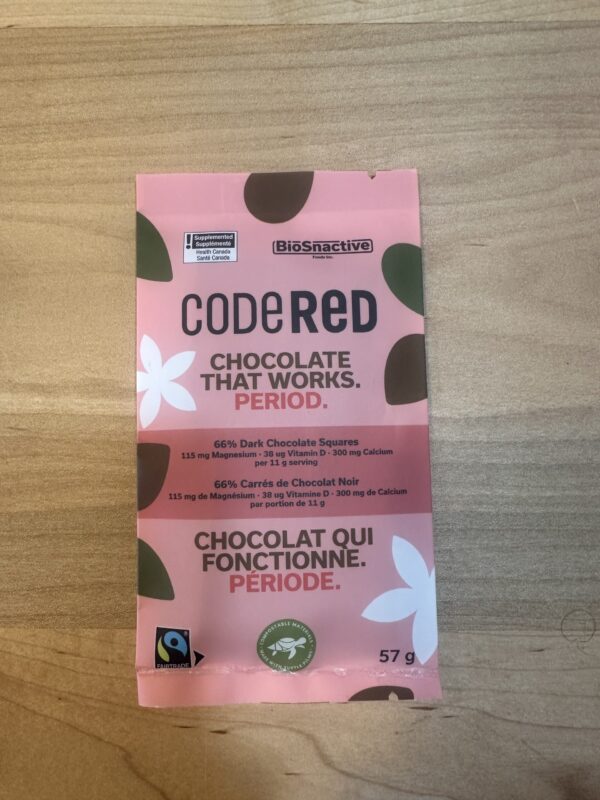 Supplemented
Supplémenté
Health Canada
Santé Canada
BioSnactive
Foods Inc.
CODERED
CHOCOLATE
THAT WORKS.
PERIOD.
66% Dark Chocolate Squares
115 mg Magnesium · 38 ug Vitamin D · 300 mg Calcium
per 11 g serving
66% Carrés de Chocolat Noir
115 mg de Magnésium · 38 ug Vitamine D · 300 mg de Calcium
par portion de 11 g
CHOCOLAT QUI
FONCTIONNE.
PÉRIODE.
FAIRTRADE
COMPOSTABLE MATERIALS
57 g